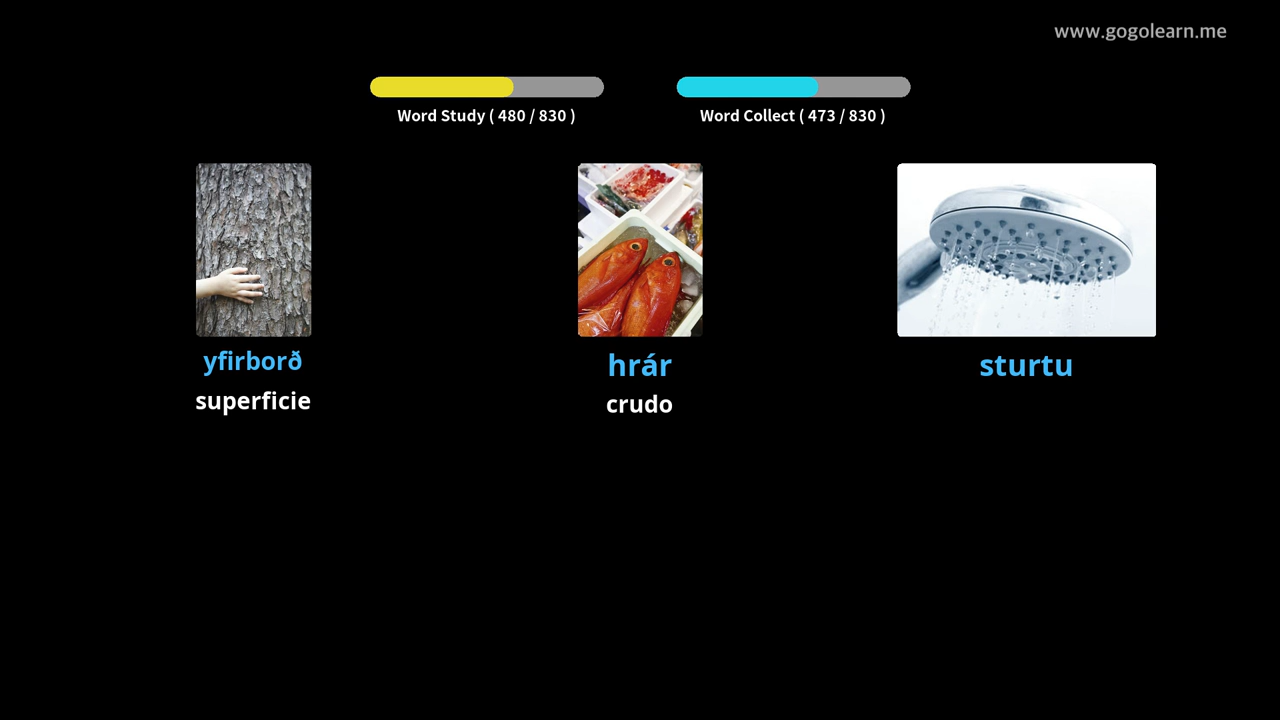 www.gogolearn.me
Word Study ( 480 / 830 )
Word Collect ( 473 / 830 )
yfirborð
hrár
sturtu
superficie
crudo